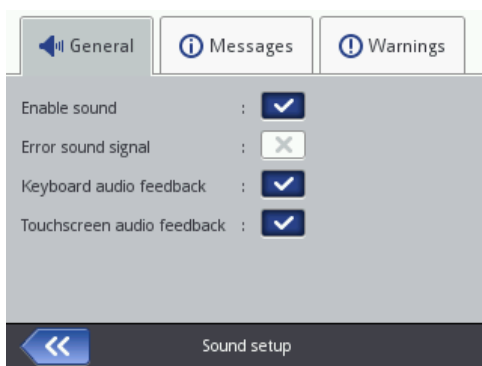 General Messages Warnings
Enable sound :
Error sound signal :
Keyboard audio feedback :
Touchscreen audio feedback :
Sound setup